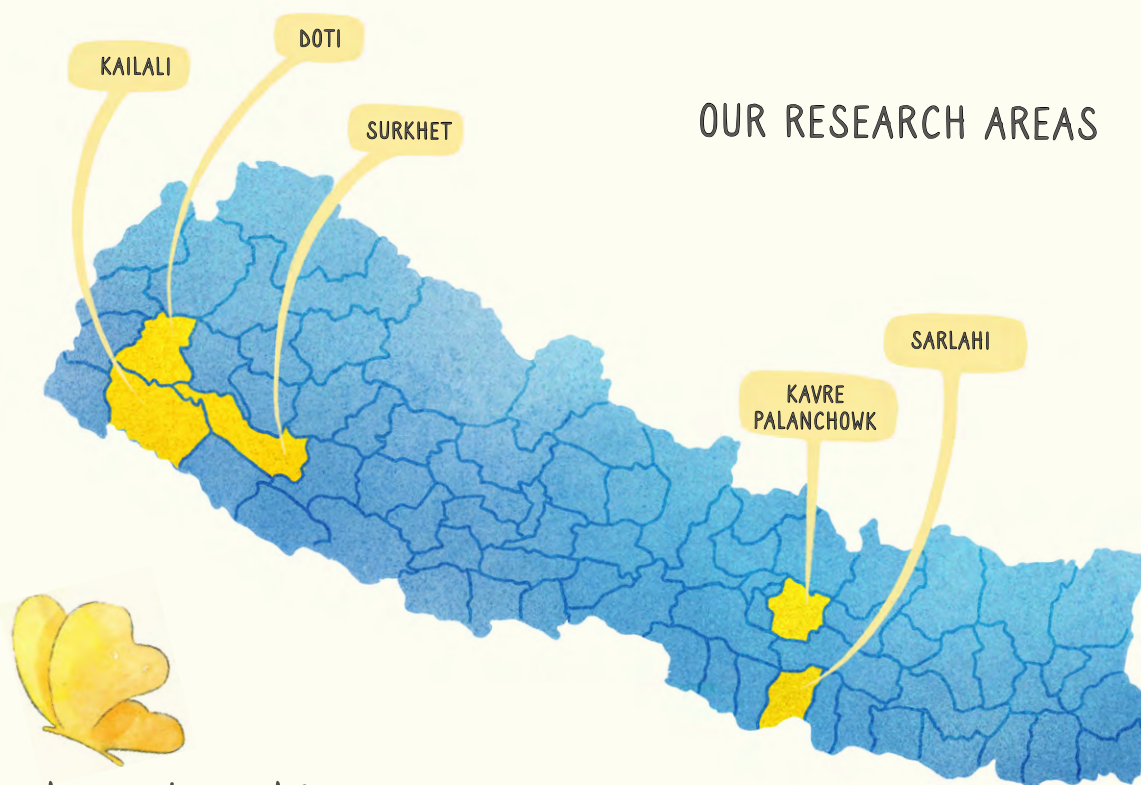 DOTI
KAILALI
SURKHET
OUR RESEARCH AREAS
SARLAHI
KAVRE
PALANCHOWK